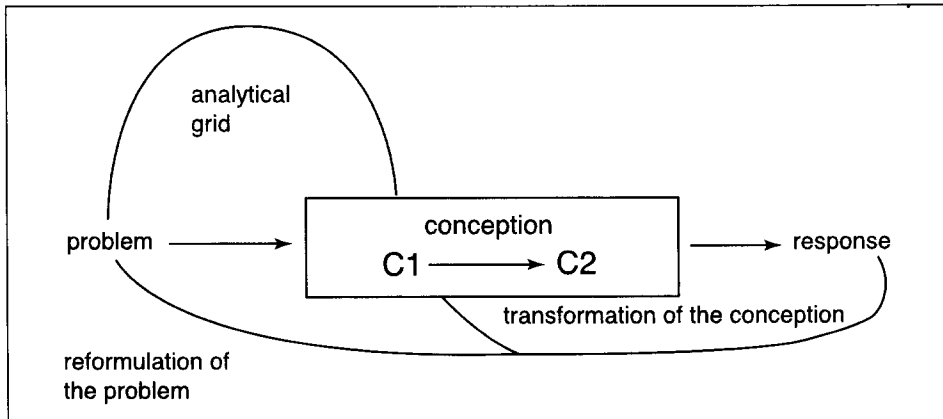 analytical
grid
problem
conception
C1
C2
response
transformation of the conception
reformulation of
the problem